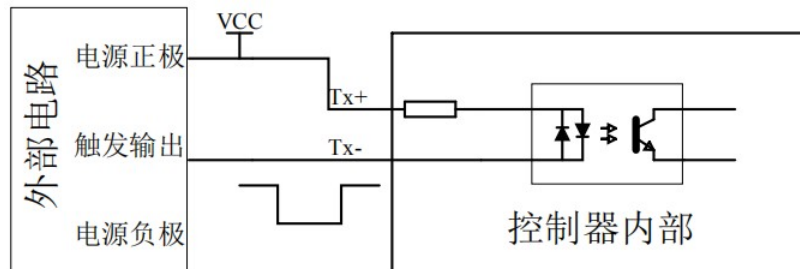 VCC
电源正极
Tx+
外部电路
触发输出
Tx-
电源负极
控制器内部